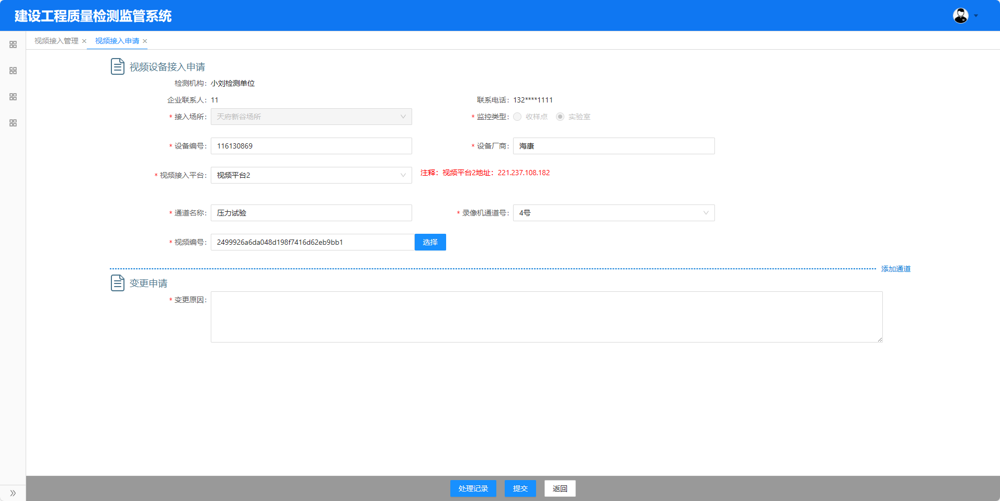 建设工程质量检测监管系统
视频接入管理 视频接入申请
视频设备接入申请
检测机构: 小刘检测单位
企业联系人: 11 联系电话: 132****1111
* 接入场所: 天府新谷场所 * 监控类型: 收样点 实验室
* 设备编号: 116130869 * 设备厂商: 海康
* 视频接入平台: 视频平台2 注释：视频平台2地址：221.237.108.182
* 通道名称: 压力试验 * 录像机通道号: 4号
* 视频编号: 2499926a6da048d198f7416d62eb9bb1 选择
添加通道
变更申请
* 变更原因:
处理记录 提交 返回